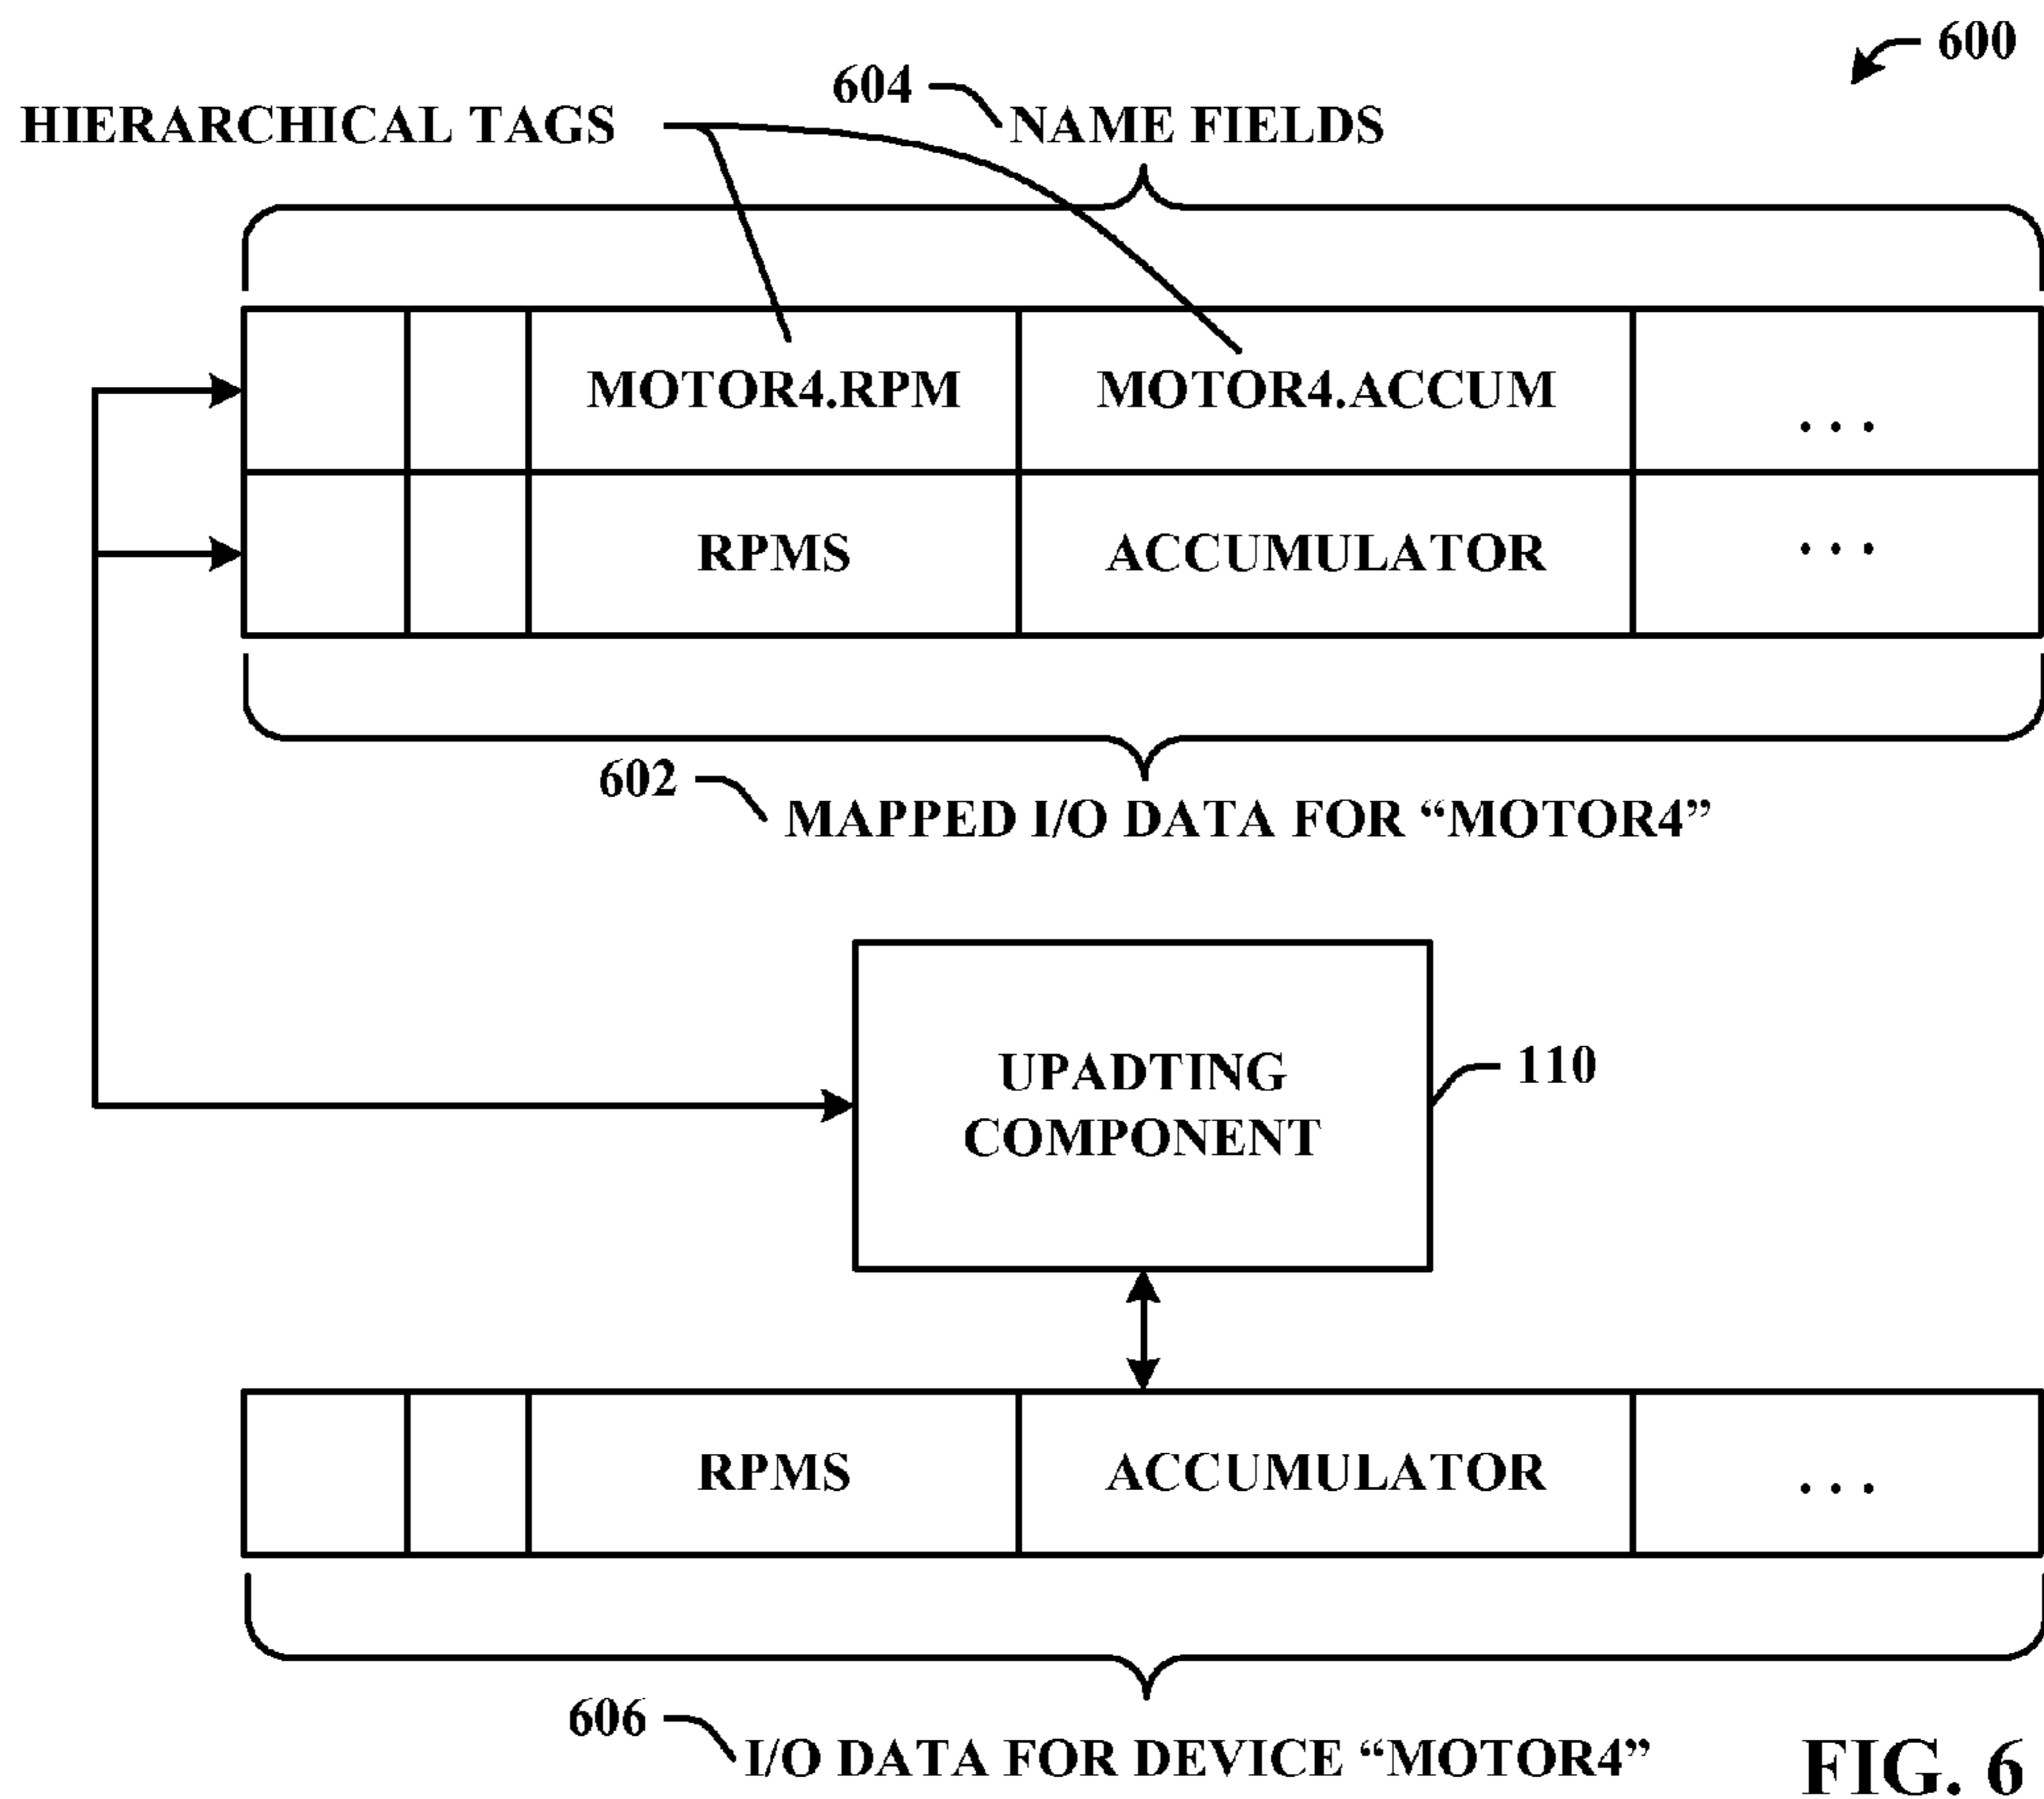 600
604
HIERARCHICAL TAGS
NAME FIELDS
MOTOR4.RPM
MOTOR4.ACCUM
...
RPMS
ACCUMULATOR
...
602
MAPPED I/O DATA FOR “MOTOR4”
UPADTING
COMPONENT
110
RPMS
ACCUMULATOR
...
606
I/O DATA FOR DEVICE “MOTOR4”
FIG. 6